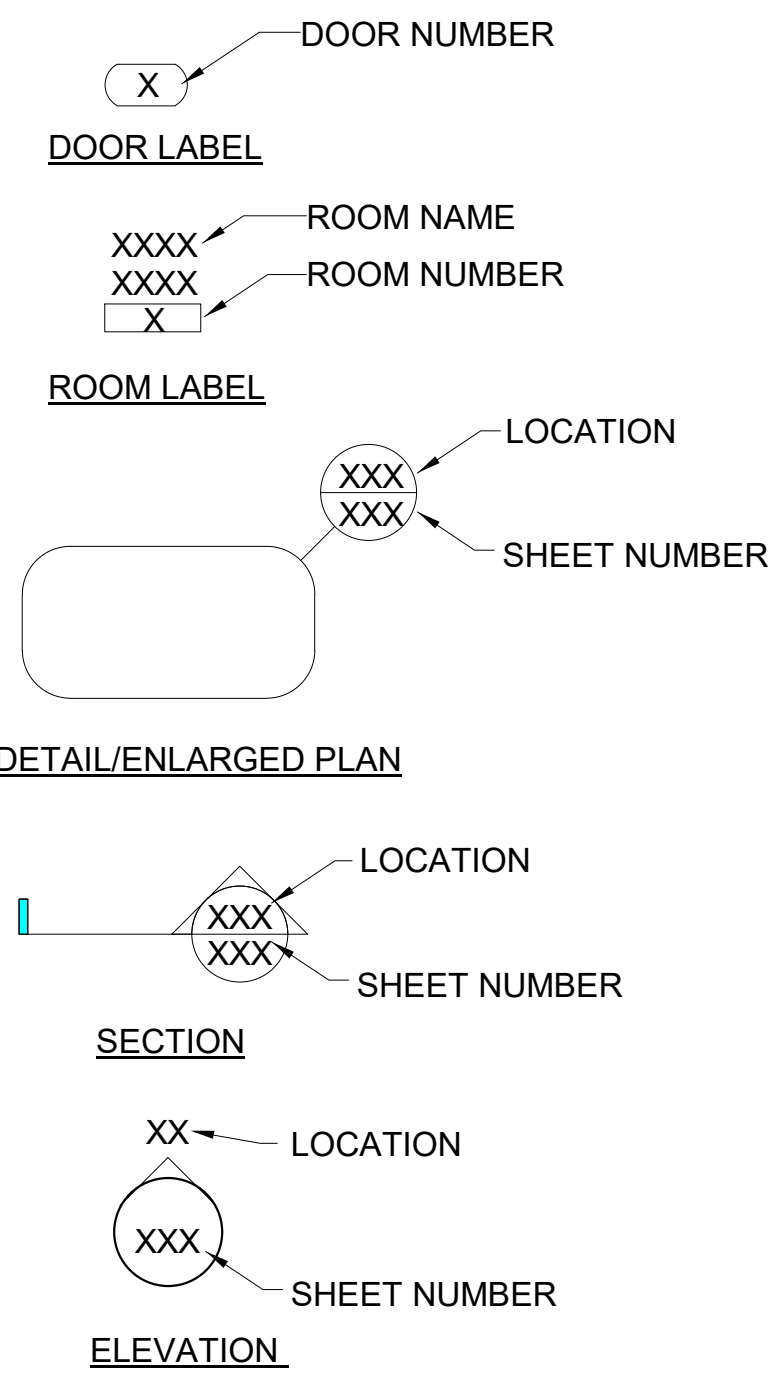 DOOR NUMBER
X
DOOR LABEL
ROOM NAME
XXXX
XXXX
ROOM NUMBER
X
ROOM LABEL
LOCATION
XXX
XXX
SHEET NUMBER
DETAIL/ENLARGED PLAN
LOCATION
XXX
XXX
SHEET NUMBER
SECTION
XX
LOCATION
XXX
SHEET NUMBER
ELEVATION